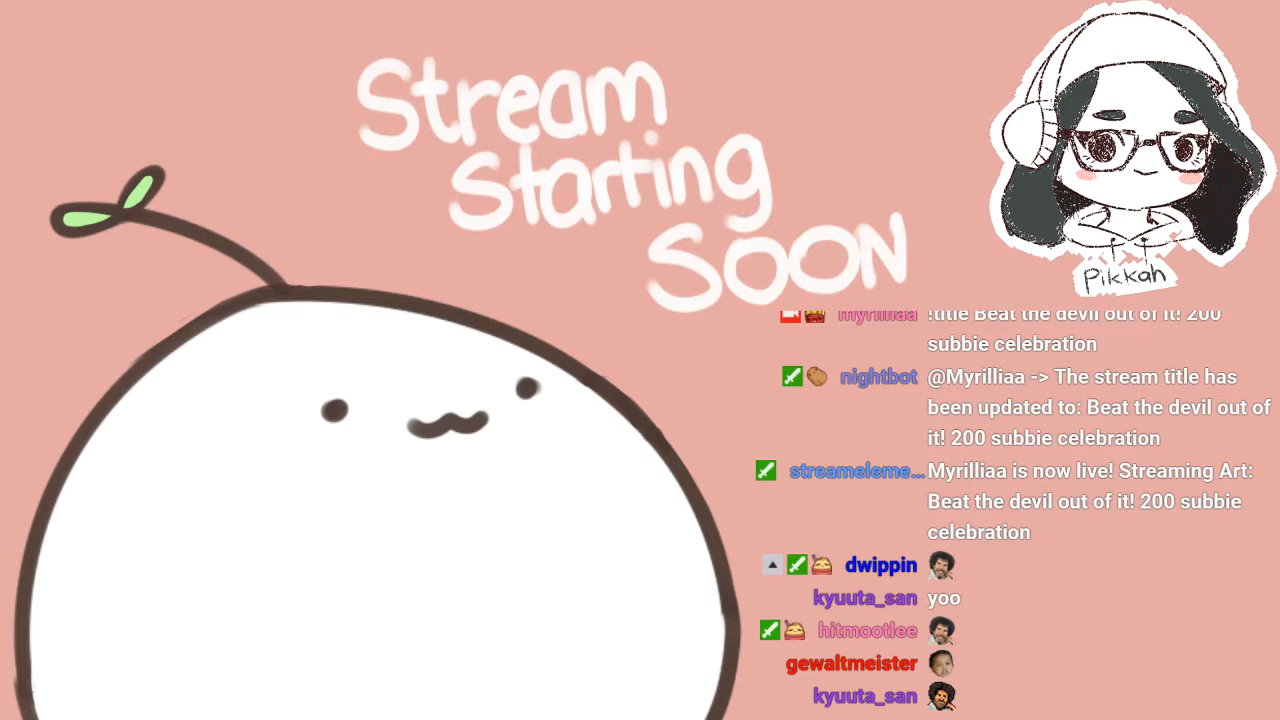 Stream
Starting
SOON
Pikkah
myrilliaa !title Beat the devil out of it! 200
subbie celebration
nightbot @Myrilliaa -> The stream title has
been updated to: Beat the devil out of
it! 200 subbie celebration
streameleme... Myrilliaa is now live! Streaming Art:
Beat the devil out of it! 200 subbie
celebration
dwippin
kyuuta_san yoo
hitmootlee
gewaltmeister
kyuuta_san